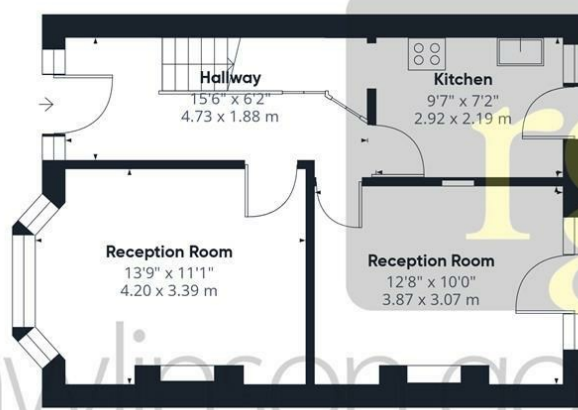 Hallway
15'6" x 6'2"
4.73 x 1.88 m
Kitchen
9'7" x 7'2"
2.92 x 2.19 m
Reception Room
13'9" x 11'1"
4.20 x 3.39 m
Reception Room
12'8" x 10'0"
3.87 x 3.07 m